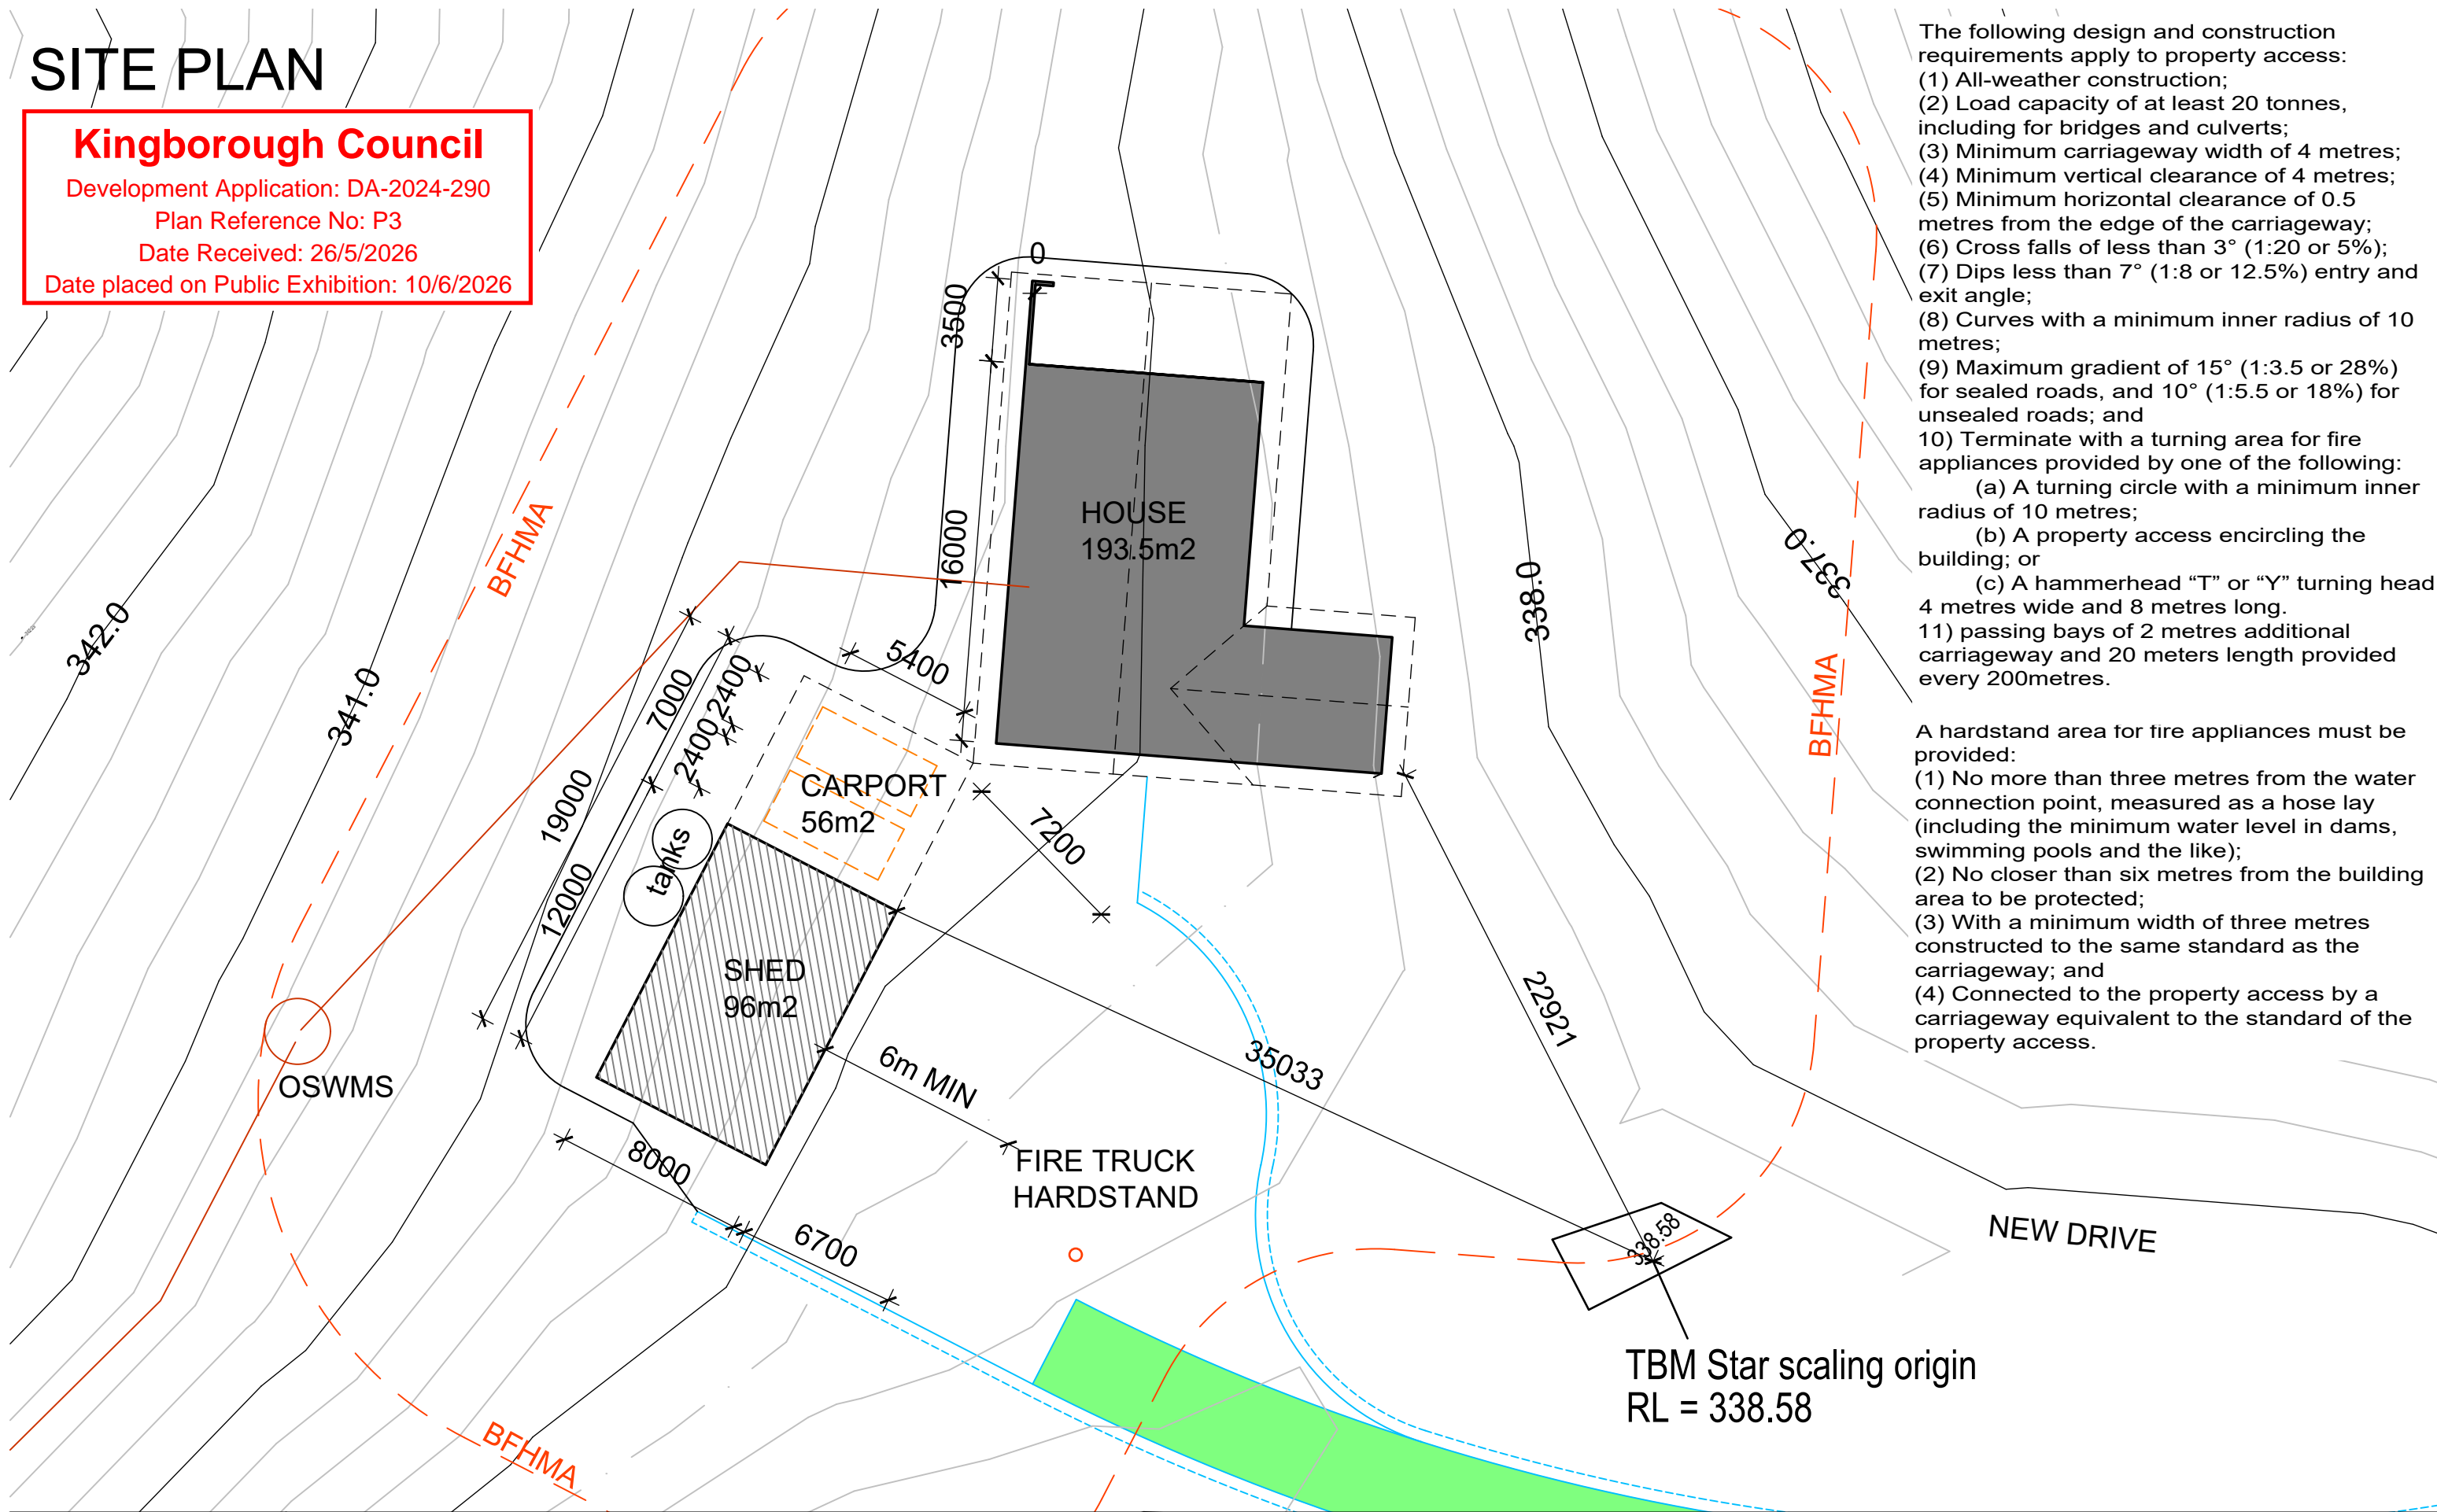 SITE PLAN
Kingborough Council
Development Application: DA-2024-290
Plan Reference No: P3
Date Received: 26/5/2026
Date placed on Public Exhibition: 10/6/2026
The following design and construction
requirements apply to property access:
(1) All-weather construction;
(2) Load capacity of at least 20 tonnes,
including for bridges and culverts;
(3) Minimum carriageway width of 4 metres;
(4) Minimum vertical clearance of 4 metres;
(5) Minimum horizontal clearance of 0.5
metres from the edge of the carriageway;
(6) Cross falls of less than 3° (1:20 or 5%);
(7) Dips less than 7° (1:8 or 12.5%) entry and
exit angle;
(8) Curves with a minimum inner radius of 10
metres;
(9) Maximum gradient of 15° (1:3.5 or 28%)
for sealed roads, and 10° (1:5.5 or 18%) for
unsealed roads; and
10) Terminate with a turning area for fire
appliances provided by one of the following:
(a) A turning circle with a minimum inner
radius of 10 metres;
(b) A property access encircling the
building; or
(c) A hammerhead “T” or “Y” turning head
4 metres wide and 8 metres long.
11) passing bays of 2 metres additional
carriageway and 20 meters length provided
every 200metres.
A hardstand area for fire appliances must be
provided:
(1) No more than three metres from the water
connection point, measured as a hose lay
(including the minimum water level in dams,
swimming pools and the like);
(2) No closer than six metres from the building
area to be protected;
(3) With a minimum width of three metres
constructed to the same standard as the
carriageway; and
(4) Connected to the property access by a
carriageway equivalent to the standard of the
property access.
0
3500
16000
HOUSE
193.5m2
BFHMA
342.0
341.0
338.0
337.0
BFHMA
5400
7000
2400
2400
19000
12000
CARPORT
56m2
tanks
7200
SHED
96m2
OSWMS
6m MIN
8000
6700
FIRE TRUCK
HARDSTAND
35033
22921
338.58
NEW DRIVE
TBM Star scaling origin
RL = 338.58
BFHMA